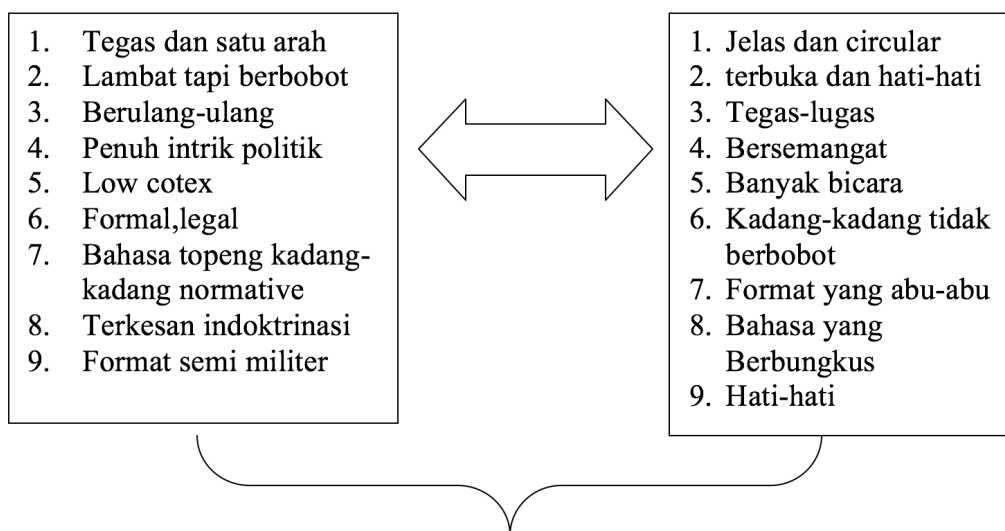 1. Tegas dan satu arah
2. Lambat tapi berbobot
3. Berulang-ulang
4. Penuh intrik politik
5. Low cotex
6. Formal,legal
7. Bahasa topeng kadang-
kadang normative
8. Terkesan indoktrinasi
9. Format semi militer
1. Jelas dan circular
2. terbuka dan hati-hati
3. Tegas-lugas
4. Bersemangat
5. Banyak bicara
6. Kadang-kadang tidak
berbobot
7. Format yang abu-abu
8. Bahasa yang
Berbungkus
9. Hati-hati